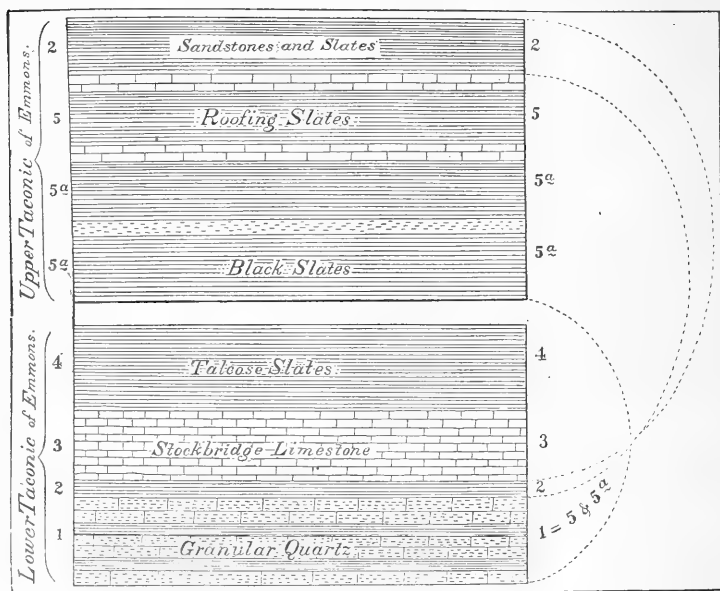 Upper Taconic of Emmons.
2 Sandstones and Slates 2
5 Roofing Slates 5
5a 5a
5a Black Slates 5a
Lower Taconic of Emmons.
4 Talcose Slates 4
3 Stockbridge Limestone 3
2 2
1 Granular Quartz 1 = 5 & 5a